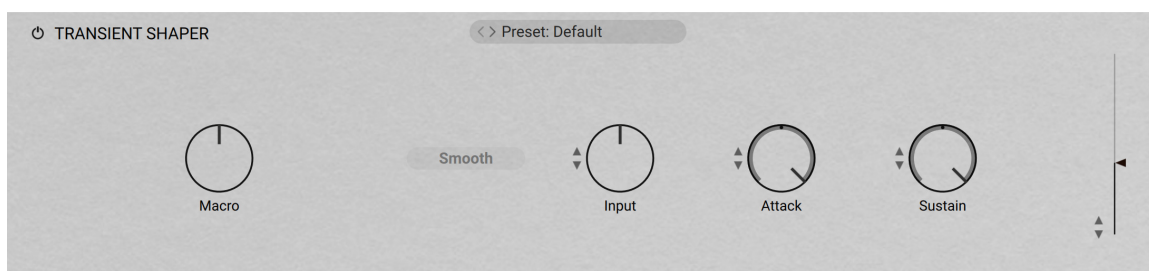 TRANSIENT SHAPER
Preset: Default
Smooth
Macro
Input
Attack
Sustain